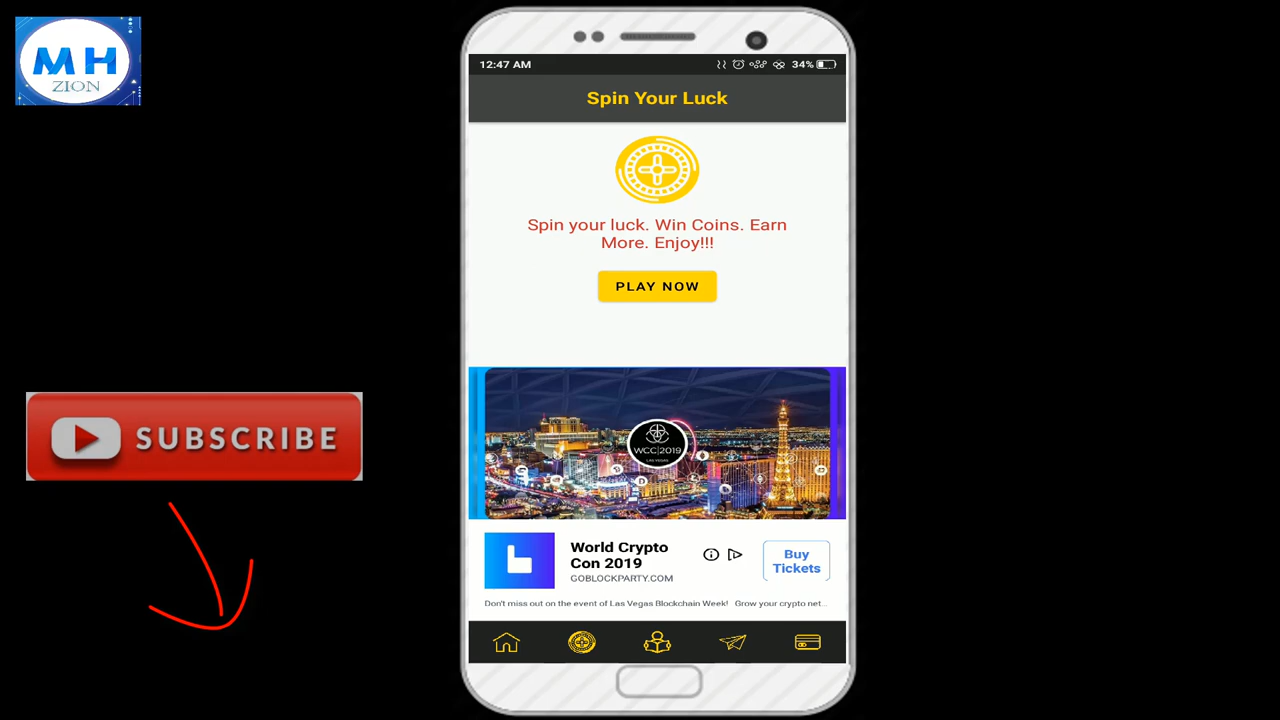 MH
ZION
12:47 AM
34%
Spin Your Luck
Spin your luck. Win Coins. Earn
More. Enjoy!!!
PLAY NOW
WCC|2019
LAS VEGAS
World Crypto
Con 2019
GOBLOCKPARTY.COM
Buy
Tickets
Don't miss out on the event of Las Vegas Blockchain Week! Grow your crypto net...
SUBSCRIBE